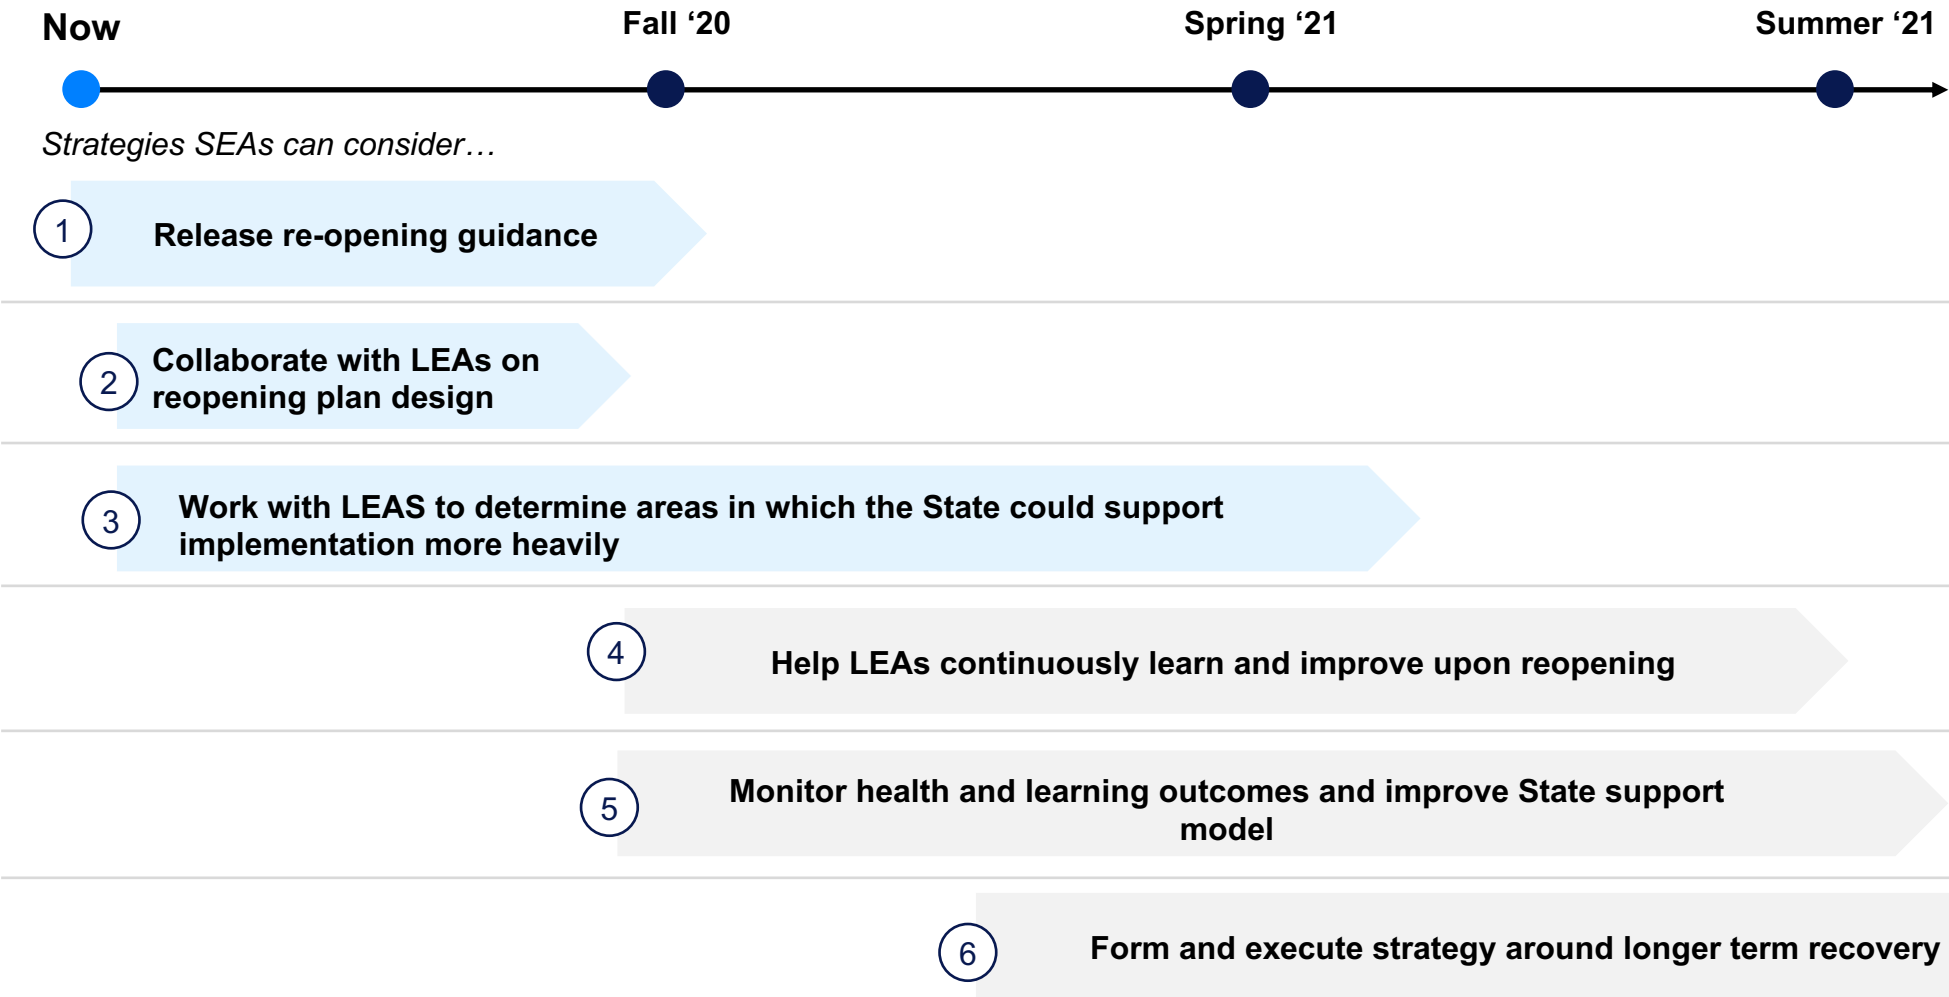 Now
Fall ‘20
Spring ‘21
Summer ‘21
Strategies SEAs can consider…
1
Release re-opening guidance
2
Collaborate with LEAs on
reopening plan design
3
Work with LEAS to determine areas in which the State could support
implementation more heavily
4
Help LEAs continuously learn and improve upon reopening
5
Monitor health and learning outcomes and improve State support
model
6
Form and execute strategy around longer term recovery